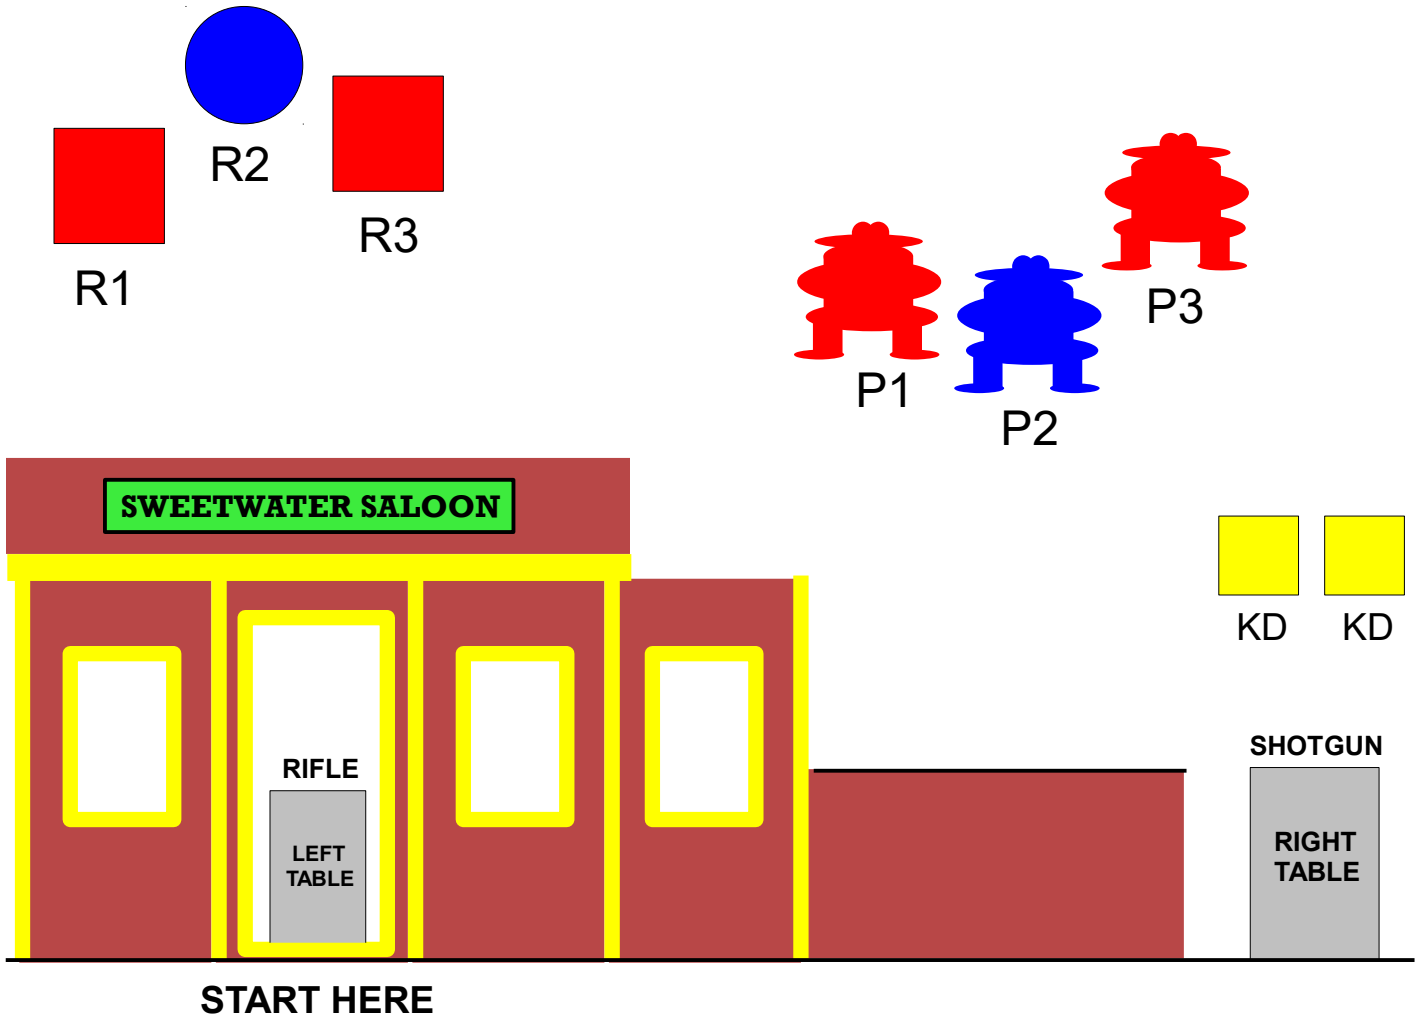 R2
R3
R1
P3
P1
P2
SWEETWATER SALOON
KD KD
SHOTGUN
RIFLE
RIGHT
TABLE
LEFT
TABLE
START HERE